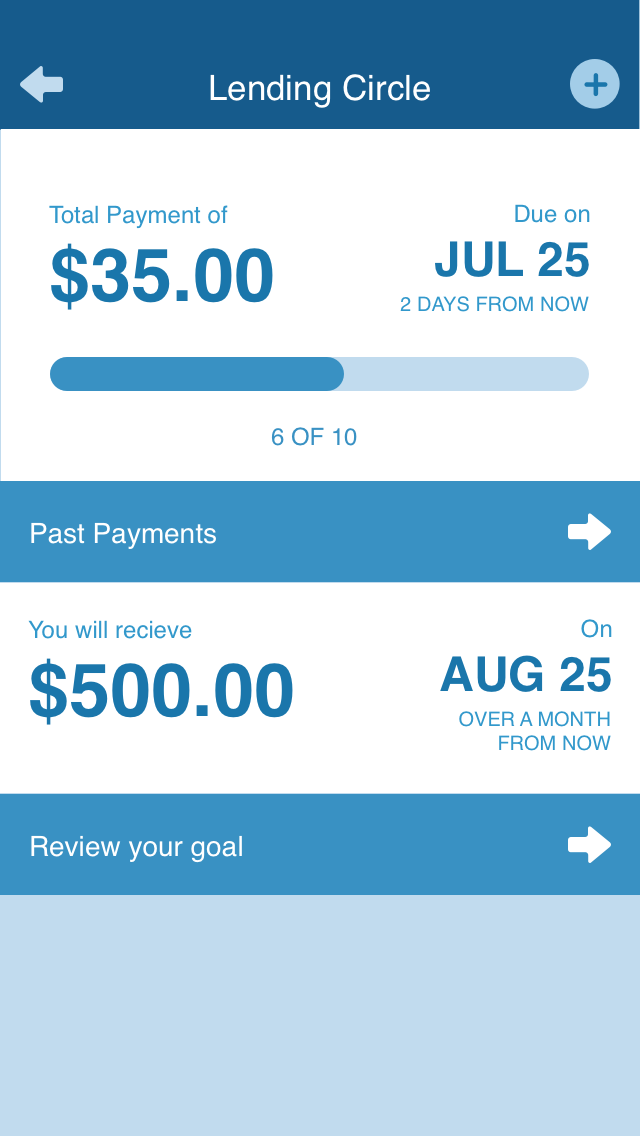 Lending Circle
Total Payment of
$35.00
Due on
JUL 25
2 DAYS FROM NOW
6 OF 10
Past Payments
You will recieve
$500.00
On
AUG 25
OVER A MONTH
FROM NOW
Review your goal